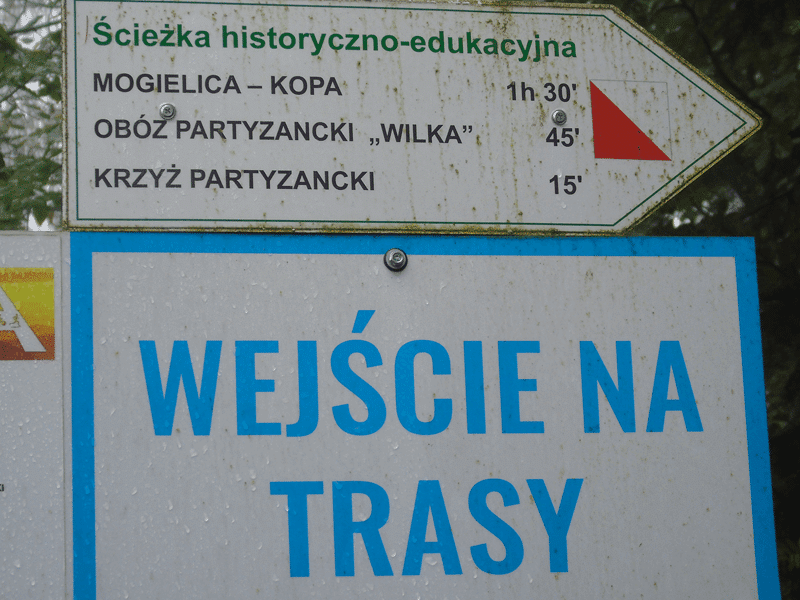 Ścieżka historyczno-edukacyjna
MOGIELICA – KOPA 1h 30'
OBÓZ PARTYZANCKI „WILKA” 45'
KRZYŻ PARTYZANCKI 15'
WEJŚCIE NA
TRASY